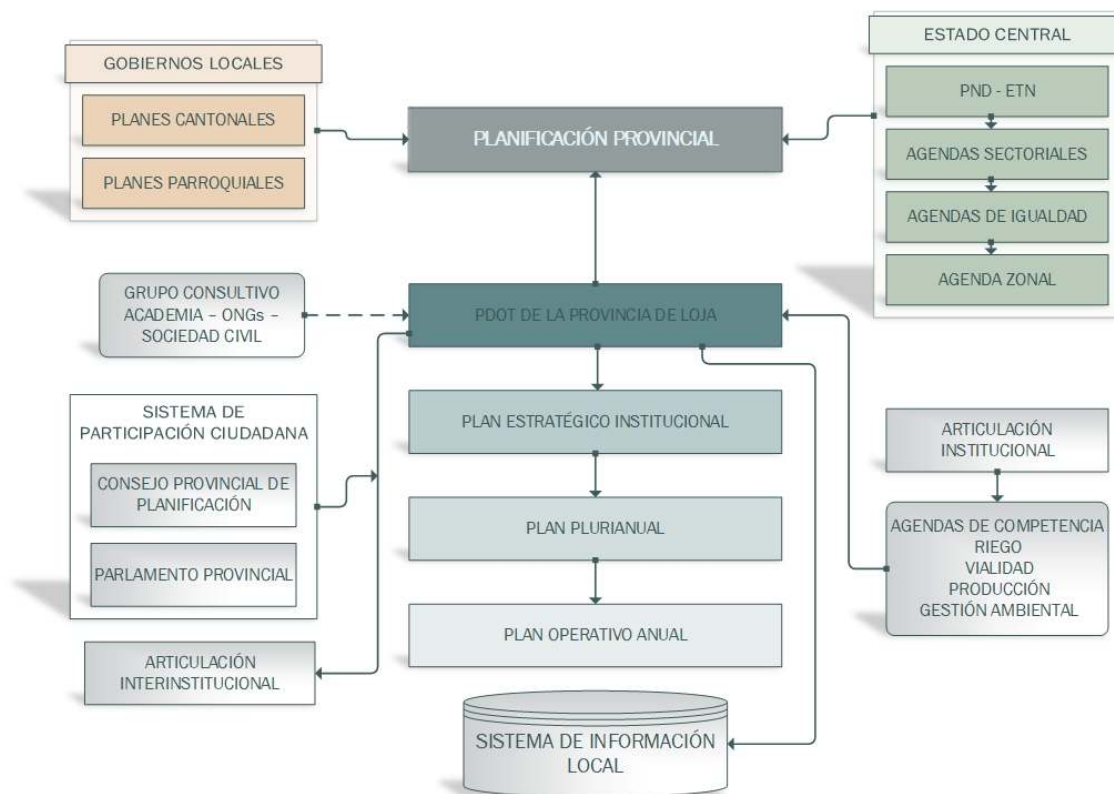 GOBIERNOS LOCALES
PLANES CANTONALES
PLANES PARROQUIALES
PLANIFICACIÓN PROVINCIAL
ESTADO CENTRAL
PND - ETN
AGENDAS SECTORIALES
AGENDAS DE IGUALDAD
AGENDA ZONAL
GRUPO CONSULTIVO
ACADEMIA – ONGs –
SOCIEDAD CIVIL
PDOT DE LA PROVINCIA DE LOJA
SISTEMA DE
PARTICIPACIÓN CIUDADANA
CONSEJO PROVINCIAL DE
PLANIFICACIÓN
PARLAMENTO PROVINCIAL
ARTICULACIÓN
INTERINSTITUCIONAL
PLAN ESTRATÉGICO INSTITUCIONAL
PLAN PLURIANUAL
PLAN OPERATIVO ANUAL
SISTEMA DE INFORMACIÓN
LOCAL
ARTICULACIÓN
INSTITUCIONAL
AGENDAS DE COMPETENCIA
RIEGO
VIALIDAD
PRODUCCIÓN
GESTIÓN AMBIENTAL